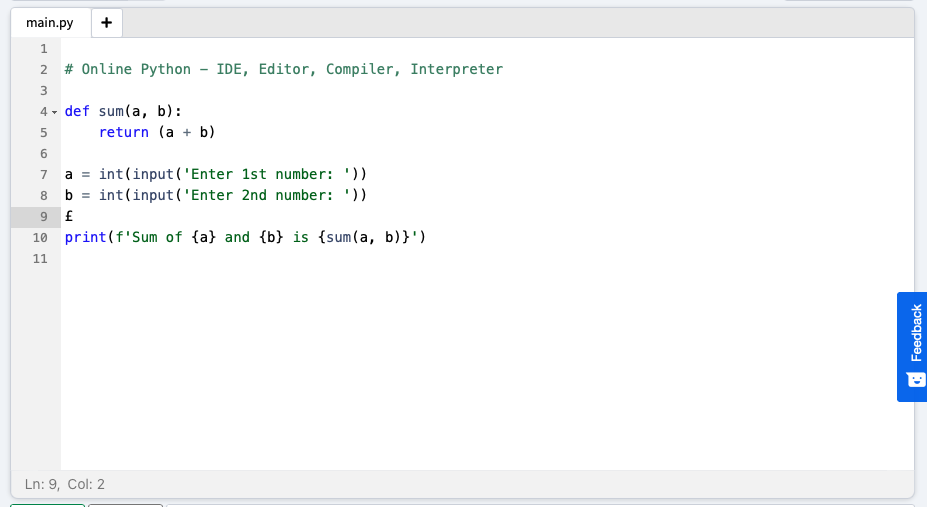 main.py +
1
2 # Online Python - IDE, Editor, Compiler, Interpreter
3
4 def sum(a, b):
5     return (a + b)
6
7 a = int(input('Enter 1st number: '))
8 b = int(input('Enter 2nd number: '))
9 £
10 print(f'Sum of {a} and {b} is {sum(a, b)}')
11
Feedback
Ln: 9, Col: 2